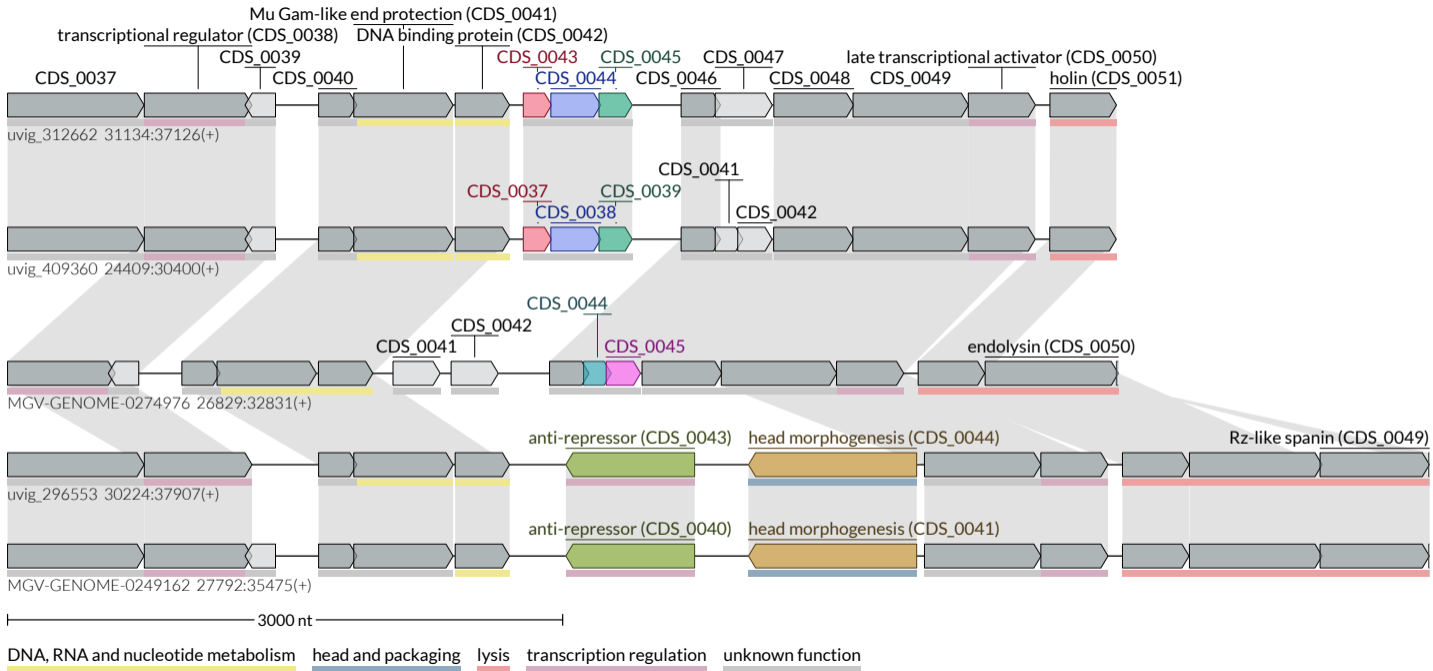 Mu Gam-like end protection (CDS_0041)
transcriptional regulator (CDS_0038) DNA binding protein (CDS_0042)
CDS_0039 CDS_0043 CDS_0045 CDS_0047 late transcriptional activator (CDS_0050)
CDS_0037 CDS_0040 CDS_0044 CDS_0046 CDS_0048 CDS_0049 holin (CDS_0051)
uvig_312662 31134:37126(+)
CDS_0041
CDS_0037 CDS_0039
CDS_0038 CDS_0042
uvig_409360 24409:30400(+)
CDS_0044
CDS_0042
CDS_0041 CDS_0045 endolysin (CDS_0050)
MGV-GENOME-0274976 26829:32831(+)
anti-repressor (CDS_0043) head morphogenesis (CDS_0044) Rz-like spanin (CDS_0049)
uvig_296553 30224:37907(+)
anti-repressor (CDS_0040) head morphogenesis (CDS_0041)
MGV-GENOME-0249162 27792:35475(+)
3000 nt
DNA, RNA and nucleotide metabolism head and packaging lysis transcription regulation unknown function